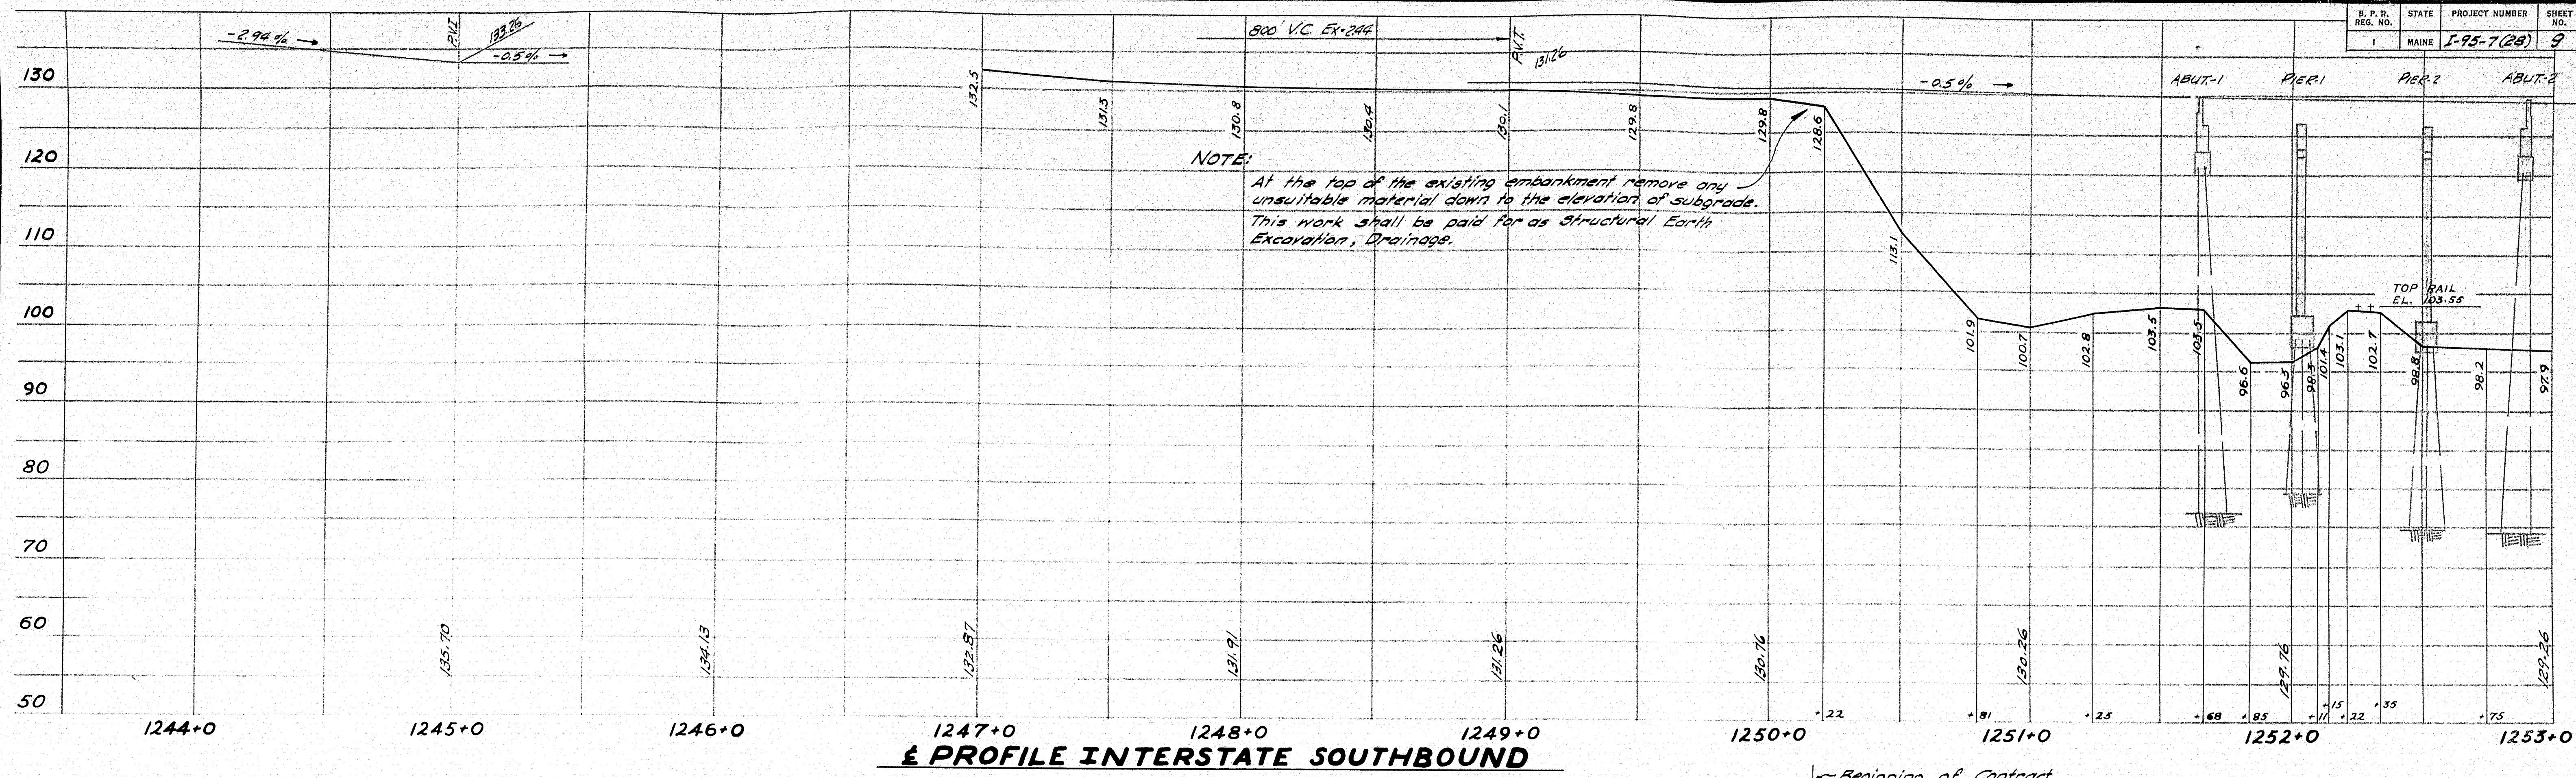 B. P. R. REG. NO. STATE PROJECT NUMBER SHEET NO.
1 MAINE I-95-7(28) 9
-2.94% P.V.I. 133.26 -0.5%
800' V.C. Ex=2.44 P.V.T. 131.26
-0.5%
ABUT.-1 PIER-1 PIER-2 ABUT-2
130
120
110
100
90
80
70
60
50
132.5 131.3 130.8 130.4 130.1 129.8 129.8 128.6
NOTE:
At the top of the existing embankment remove any
unsuitable material down to the elevation of subgrade.
This work shall be paid for as Structural Earth
Excavation, Drainage.
113.1
TOP RAIL
EL. 103.55
101.9 100.7 102.8 103.5 103.5 96.6 96.3 98.3 101.4 103.1 102.7 98.8 98.2 97.9
135.70 134.13 132.87 131.91 131.26 130.76 130.26 129.76 129.26
+22 +81 +25 +68 +85 +11 +15 +22 +35 +75
1244+0 1245+0 1246+0 1247+0 1248+0 1249+0 1250+0 1251+0 1252+0 1253+0
₤ PROFILE INTERSTATE SOUTHBOUND
Beginning of Contract